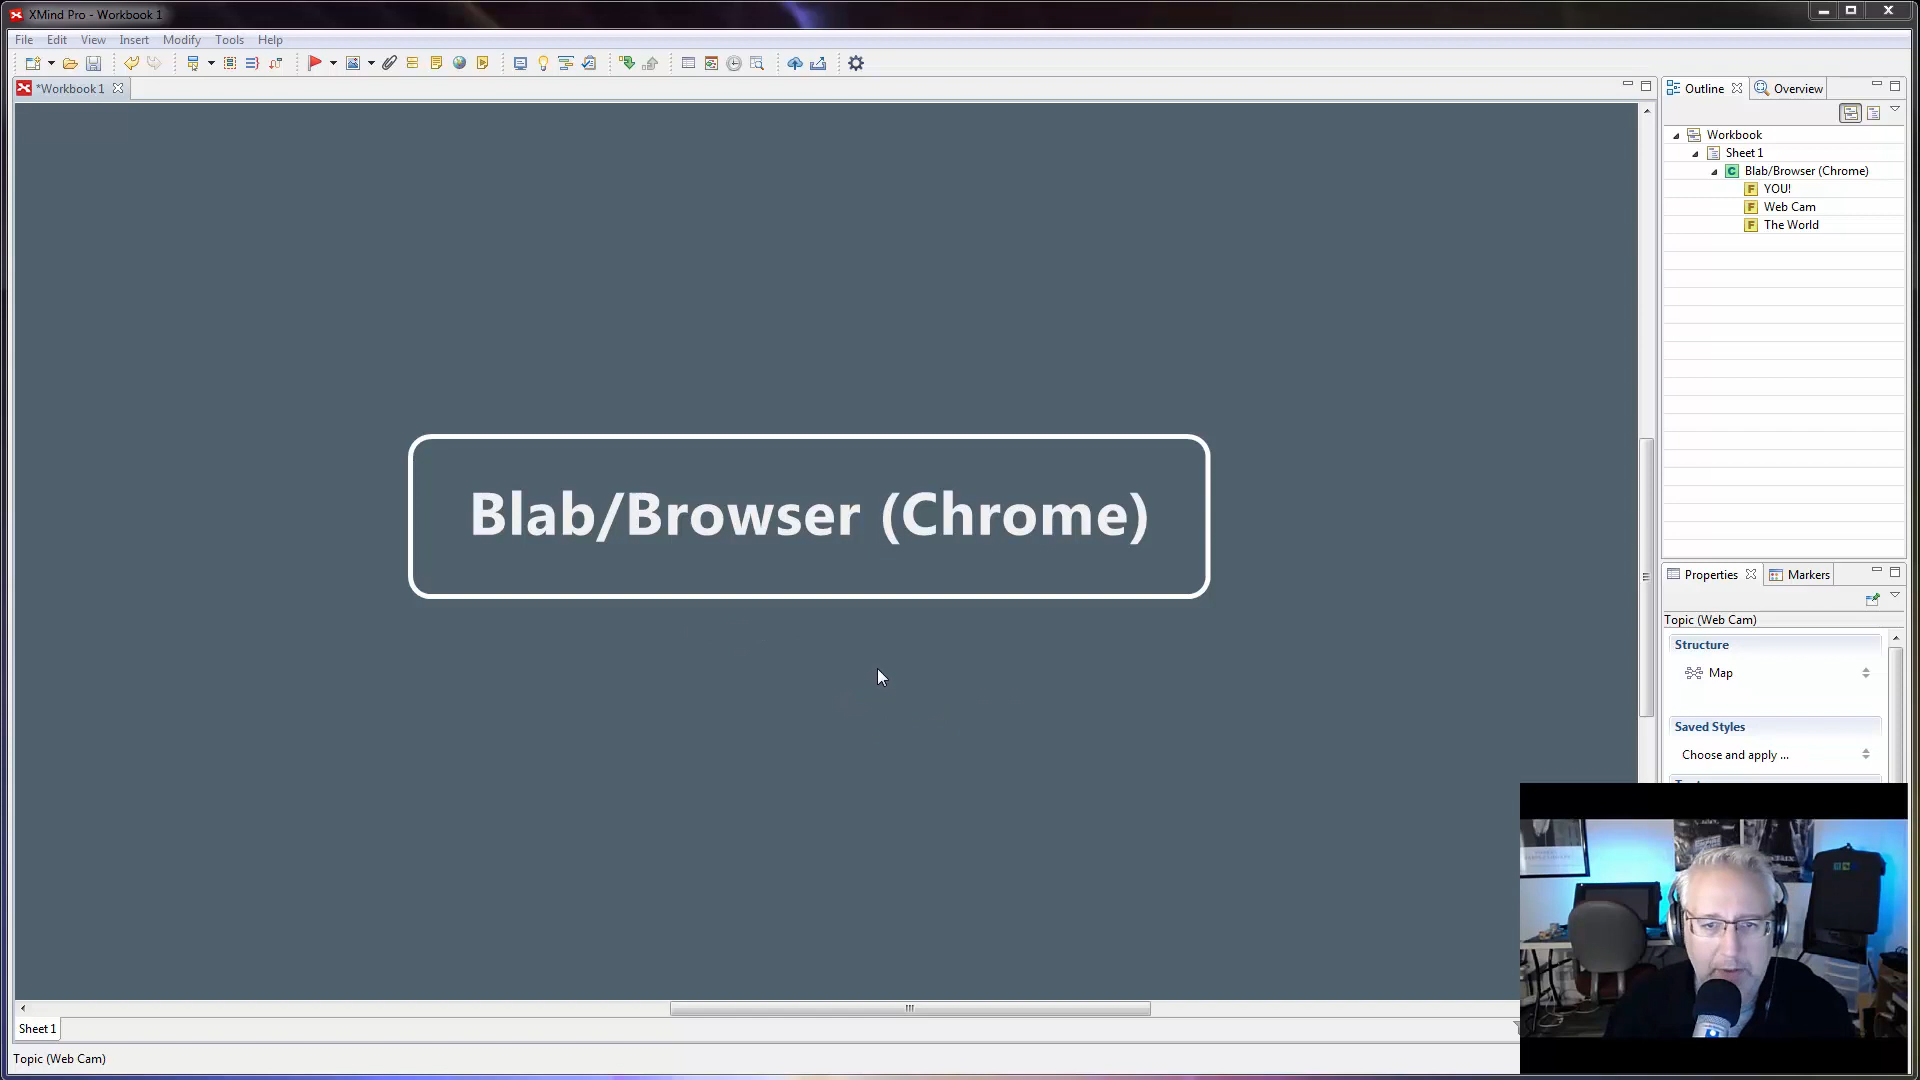 XMind Pro - Workbook 1
File Edit View Insert Modify Tools Help
*Workbook 1
Outline
Overview
Workbook
Sheet 1
Blab/Browser (Chrome)
YOU!
Web Cam
The World
Blab/Browser (Chrome)
Properties
Markers
Topic (Web Cam)
Structure
Map
Saved Styles
Choose and apply ...
Sheet 1
Topic (Web Cam)